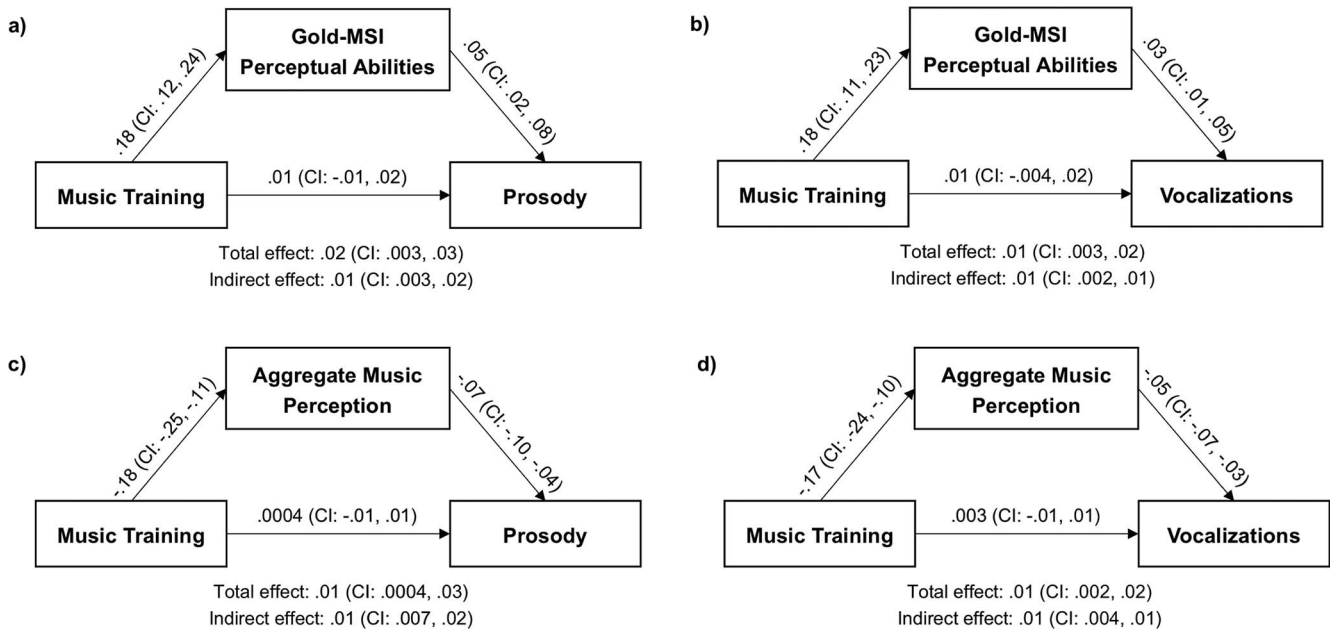 a)
Gold-MSI
Perceptual Abilities
.18 (CI: .12, .24)
.05 (CI: .02, .08)
Music Training
.01 (CI: -.01, .02)
Prosody
Total effect: .02 (CI: .003, .03)
Indirect effect: .01 (CI: .003, .02)
b)
Gold-MSI
Perceptual Abilities
.18 (CI: .11, .23)
.03 (CI: .01, .05)
Music Training
.01 (CI: -.004, .02)
Vocalizations
Total effect: .01 (CI: .003, .02)
Indirect effect: .01 (CI: .002, .01)
c)
Aggregate Music
Perception
-.18 (CI: -.25, -.11)
-.07 (CI: -.10, -.04)
Music Training
.0004 (CI: -.01, .01)
Prosody
Total effect: .01 (CI: .0004, .03)
Indirect effect: .01 (CI: .007, .02)
d)
Aggregate Music
Perception
-.17 (CI: -.24, -.10)
-.05 (CI: -.07, -.03)
Music Training
.003 (CI: -.01, .01)
Vocalizations
Total effect: .01 (CI: .002, .02)
Indirect effect: .01 (CI: .004, .01)